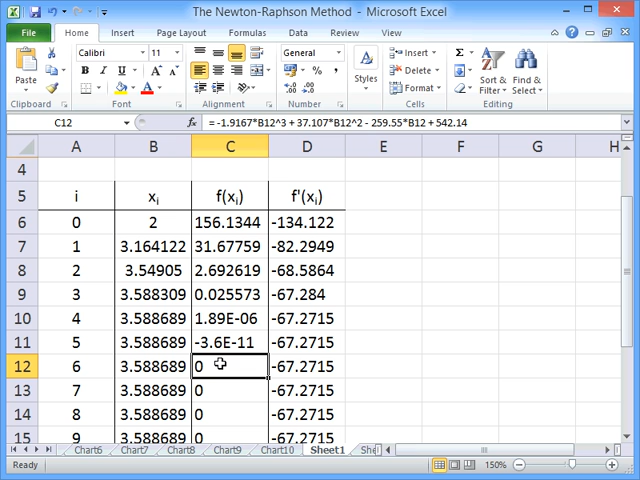 The Newton-Raphson Method - Microsoft Excel
File Home Insert Page Layout Formulas Data Review View
Paste
Clipboard
Calibri 11
B I U
Font
Alignment
General
Number
Styles
Insert
Delete
Format
Cells
Sort & Filter
Find & Select
Editing
C12 fx = -1.9167*B12^3 + 37.107*B12^2 - 259.55*B12 + 542.14
A B C D E F G H
4
5 i xi f(xi) f'(xi)
6 0 2 156.1344 -134.122
7 1 3.164122 31.67759 -82.2949
8 2 3.54905 2.692619 -68.5864
9 3 3.588309 0.025573 -67.284
10 4 3.588689 1.89E-06 -67.2715
11 5 3.588689 -3.6E-11 -67.2715
12 6 3.588689 0 -67.2715
13 7 3.588689 0 -67.2715
14 8 3.588689 0 -67.2715
15 9 3.588689 0 -67.2715
Chart6 Chart7 Chart8 Chart9 Chart10 Sheet1 She
Ready 150%